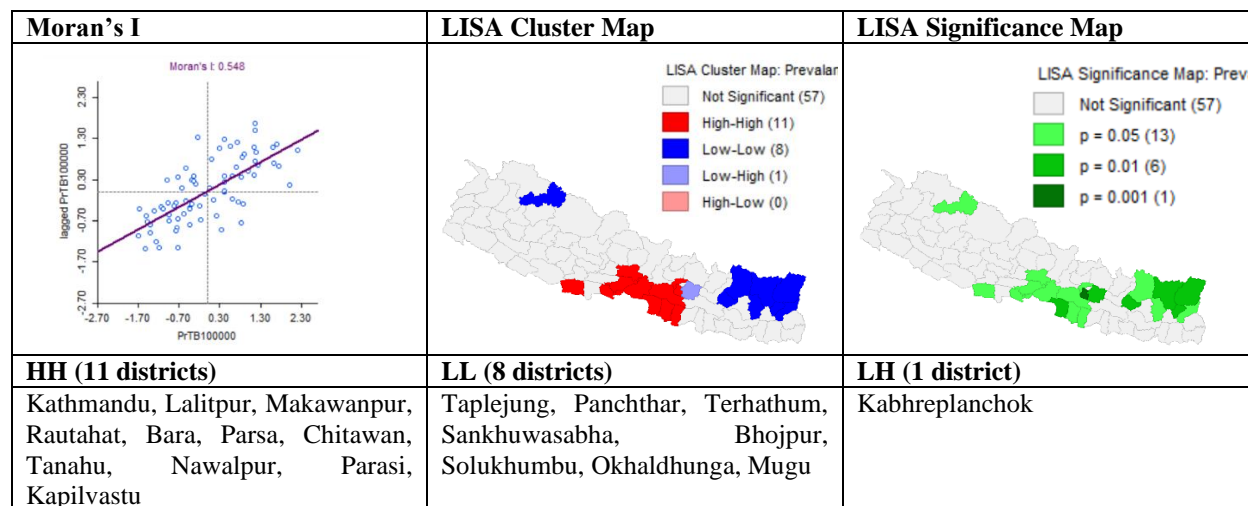 Moran's I
LISA Cluster Map
LISA Significance Map
Moran's I: 0.548
lagged PrTB100000
2.30
1.30
0.30
-0.70
-1.70
-2.70
-2.70 -1.70 -0.70 0.30 1.30 2.30
PrTB100000
LISA Cluster Map: Prevalar
Not Significant (57)
High-High (11)
Low-Low (8)
Low-High (1)
High-Low (0)
LISA Significance Map: Prev
Not Significant (57)
p = 0.05 (13)
p = 0.01 (6)
p = 0.001 (1)
HH (11 districts)
LL (8 districts)
LH (1 district)
Kathmandu, Lalitpur, Makawanpur,
Rautahat, Bara, Parsa, Chitawan,
Tanahu, Nawalpur, Parasi,
Kapilvastu
Taplejung, Panchthar, Terhathum,
Sankhuwasabha, Bhojpur,
Solukhumbu, Okhaldhunga, Mugu
Kabhreplanchok